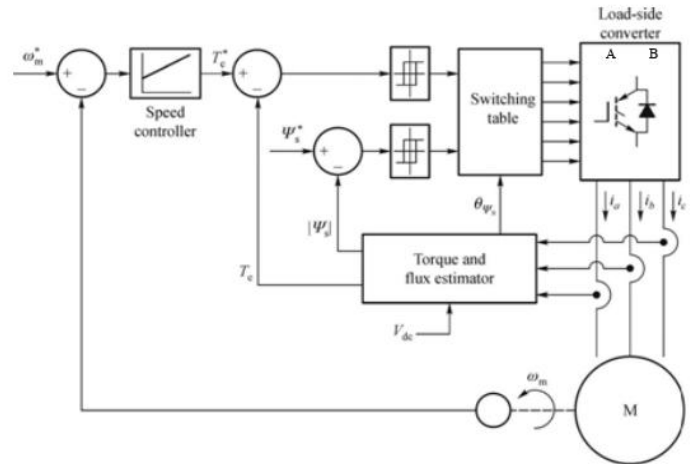 Load-side
converter
A B
ω*m
+
−
T*e
+
−
Speed
controller
Switching
table
Ψ*s
+
−
ia
ib
ic
θΨs
|Ψs|
Te
Torque and
flux estimator
Vdc
ωm
M